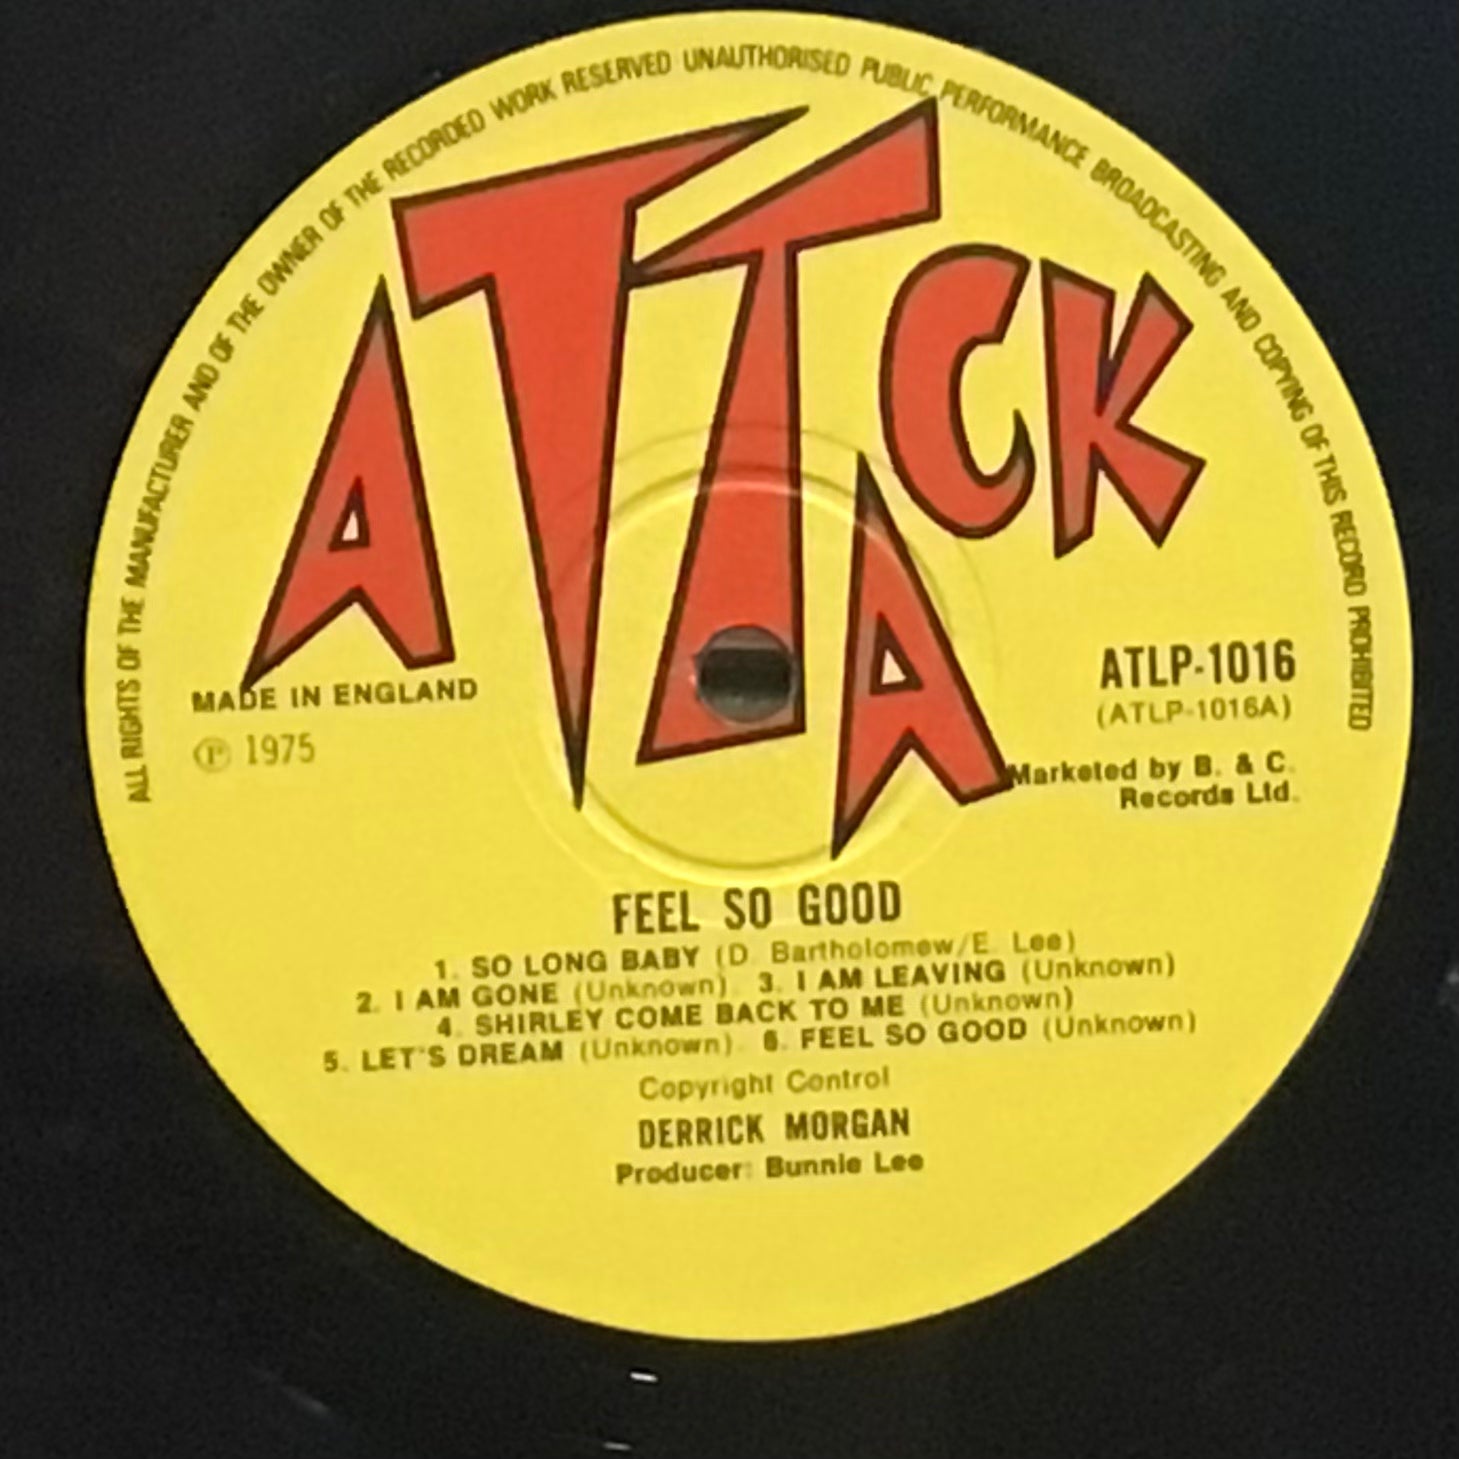 ALL RIGHTS OF THE MANUFACTURER AND OF THE OWNER OF THE RECORDED WORK RESERVED UNAUTHORISED PUBLIC PERFORMANCE BROADCASTING AND COPYING OF THIS RECORD PROHIBITED
ATTACK
MADE IN ENGLAND
Ⓟ 1975
ATLP-1016
(ATLP-1016A)
Marketed by B. & C.
Records Ltd.
FEEL SO GOOD
1. SO LONG BABY (D. Bartholomew/E. Lee)
2. I AM GONE (Unknown). 3. I AM LEAVING (Unknown)
4. SHIRLEY COME BACK TO ME (Unknown)
5. LET'S DREAM (Unknown). 6. FEEL SO GOOD (Unknown)
Copyright Control
DERRICK MORGAN
Producer: Bunnie Lee